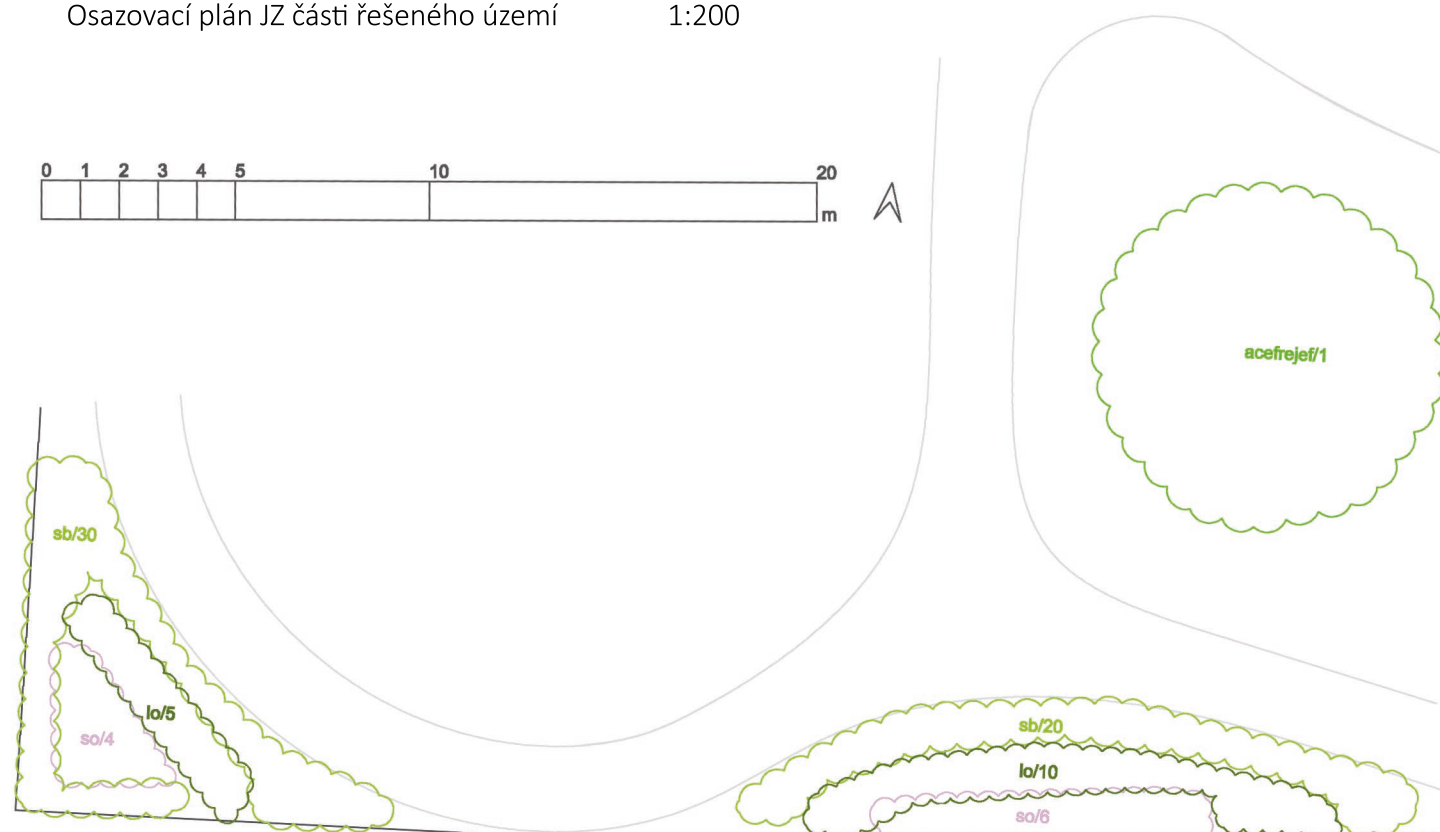 Osazovací plán JZ části řešeného území 1:200
0 1 2 3 4 5 10 20
m
acefrejef/1
sb/30
lo/5
so/4
sb/20
lo/10
so/6